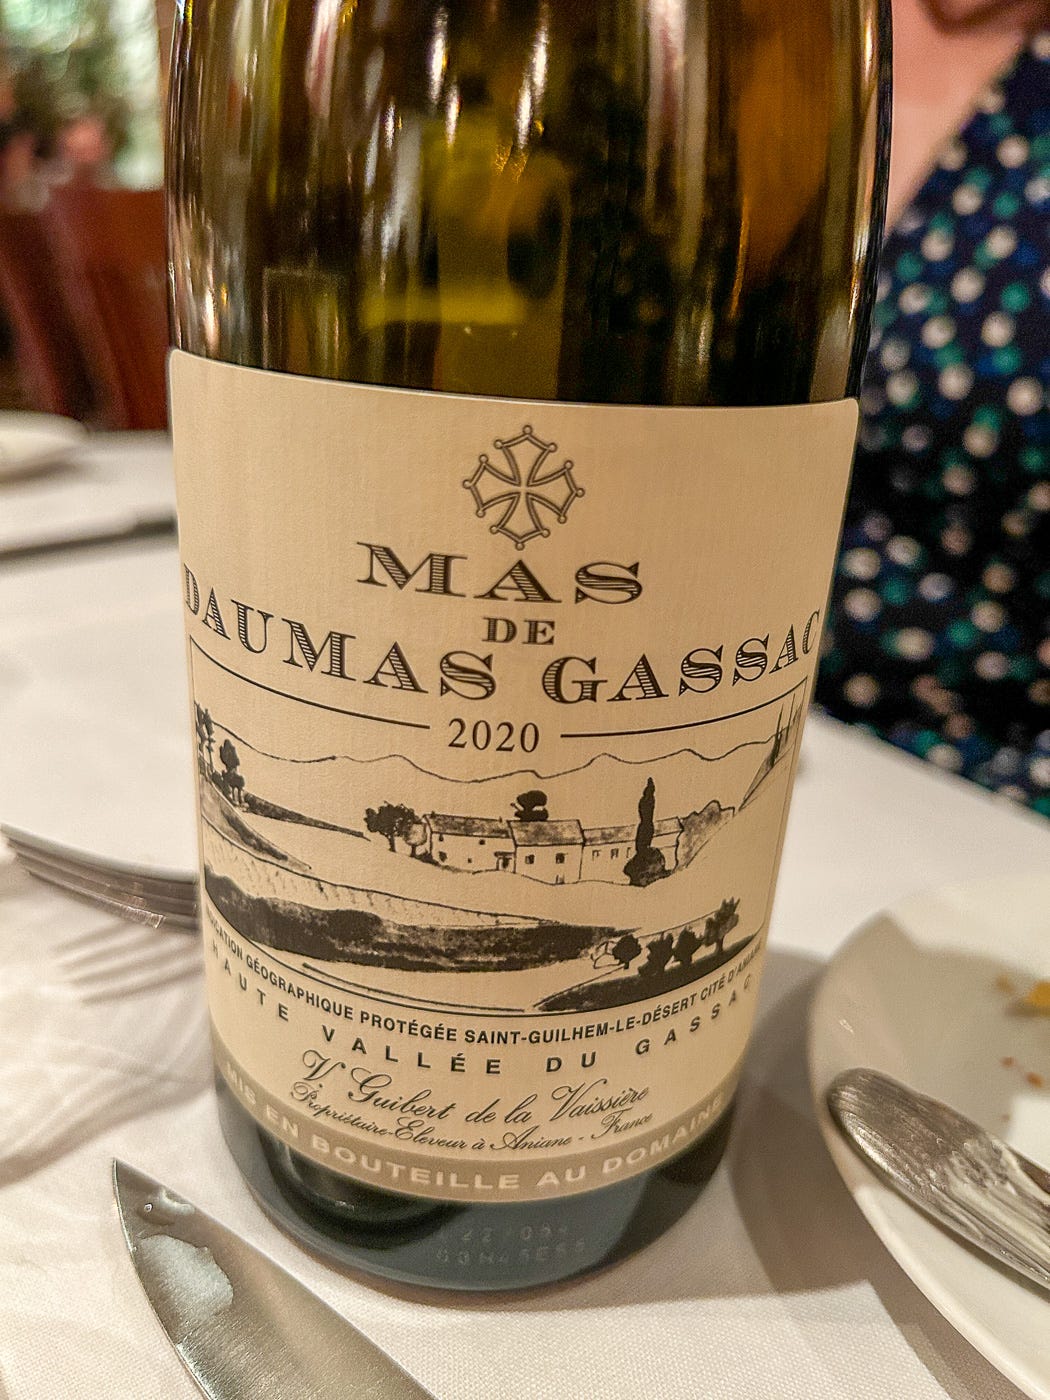 MAS
DE
DAUMAS GASSAC
2020
GÉOGRAPHIQUE PROTÉGÉE SAINT-GUILHEM-LE-DÉSERT CITÉ D'ANIANE
HAUTE VALLÉE DU GASSAC
V. Guibert de la Vaissière
Propriétaire-Eleveur à Aniane - France
MIS EN BOUTEILLE AU DOMAINE